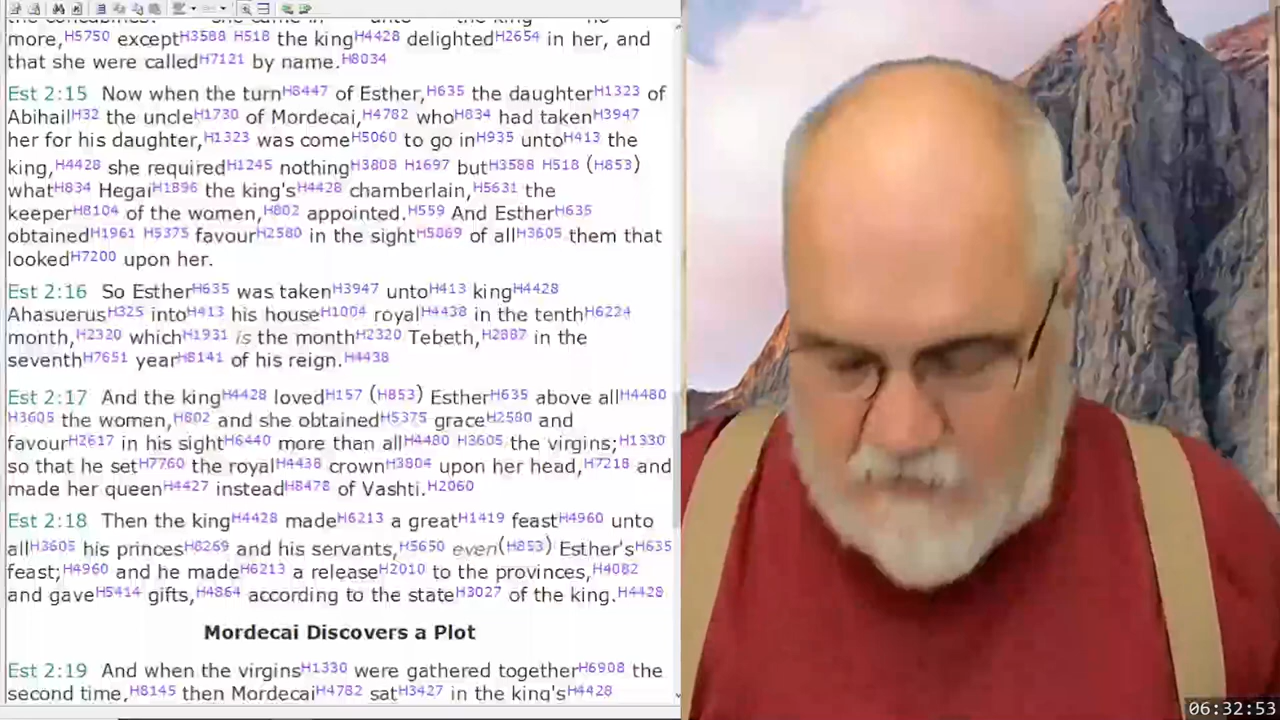 more,H5750 exceptH3588 H518 the kingH4428 delightedH2654 in her, and
that she were calledH7121 by name.H8034
Est 2:15 Now when the turnH8447 of Esther,H635 the daughterH1323 of
AbihailH32 the uncleH1730 of Mordecai,H4782 whoH834 had takenH3947
her for his daughter,H1323 was comeH5060 to go inH935 untoH413 the
king,H4428 she requiredH1245 nothingH3808 H1697 butH3588 H518 (H853)
whatH834 HegaiH1896 the king'sH4428 chamberlain,H5631 the
keeperH8104 of the women,H802 appointed.H559 And EstherH635
obtainedH1961 H5375 favourH2580 in the sightH5869 of allH3605 them that
lookedH7200 upon her.
Est 2:16 So EstherH635 was takenH3947 untoH413 kingH4428
AhasuerusH325 intoH413 his houseH1004 royalH4438 in the tenthH6224
month,H2320 whichH1931 is the monthH2320 Tebeth,H2887 in the
seventhH7651 yearH8141 of his reign.H4438
Est 2:17 And the kingH4428 lovedH157 (H853) EstherH635 above allH4480
H3605 the women,H802 and she obtainedH5375 graceH2580 and
favourH2617 in his sightH6440 more than allH4480 H3605 the virgins;H1330
so that he setH7760 the royalH4438 crownH3804 upon her head,H7218 and
made her queenH4427 insteadH8478 of Vashti.H2060
Est 2:18 Then the kingH4428 madeH6213 a greatH1419 feastH4960 unto
allH3605 his princesH8269 and his servants,H5650 even(H853) Esther'sH635
feast;H4960 and he madeH6213 a releaseH2010 to the provinces,H4082
and gaveH5414 gifts,H4864 according to the stateH3027 of the king.H4428
Mordecai Discovers a Plot
Est 2:19 And when the virginsH1330 were gathered togetherH6908 the
second time,H8145 then MordecaiH4782 satH3427 in the king'sH4428
06:32:53